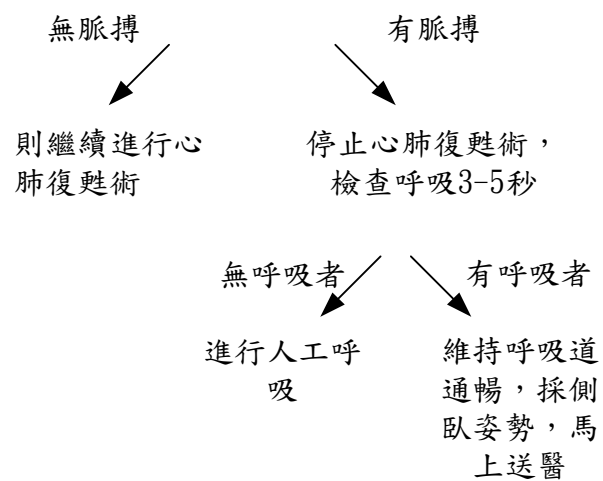 無脈搏
有脈搏
則繼續進行心
肺復甦術
停止心肺復甦術，
檢查呼吸3-5秒
無呼吸者
有呼吸者
進行人工呼
吸
維持呼吸道
通暢，採側
臥姿勢，馬
上送醫